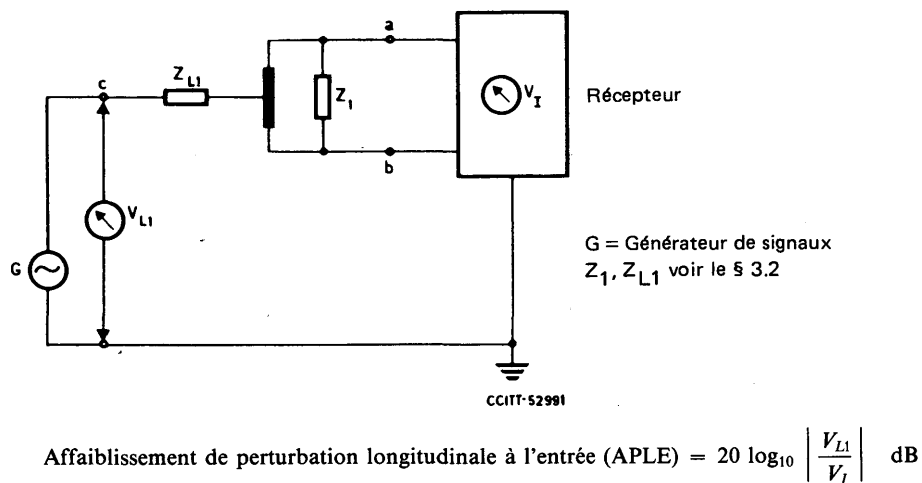 a
c
Z_L1
Z_1
V_I
Récepteur
b
V_L1
G
G = Générateur de signaux
Z_1, Z_L1 voir le § 3.2
CCITT-52991
Affaiblissement de perturbation longitudinale à l'entrée (APLE) = 20 log_10 | V_L1 / V_I | dB